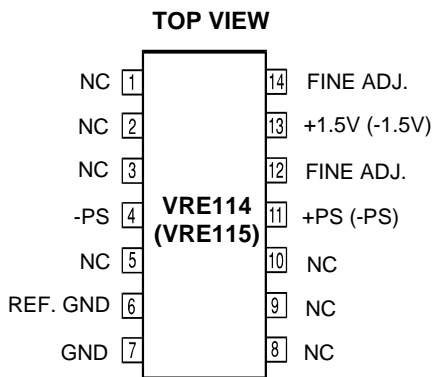 TOP VIEW
NC 1
NC 2
NC 3
-PS 4
NC 5
REF. GND 6
GND 7
VRE114
(VRE115)
14 FINE ADJ.
13 +1.5V (-1.5V)
12 FINE ADJ.
11 +PS (-PS)
10 NC
9 NC
8 NC